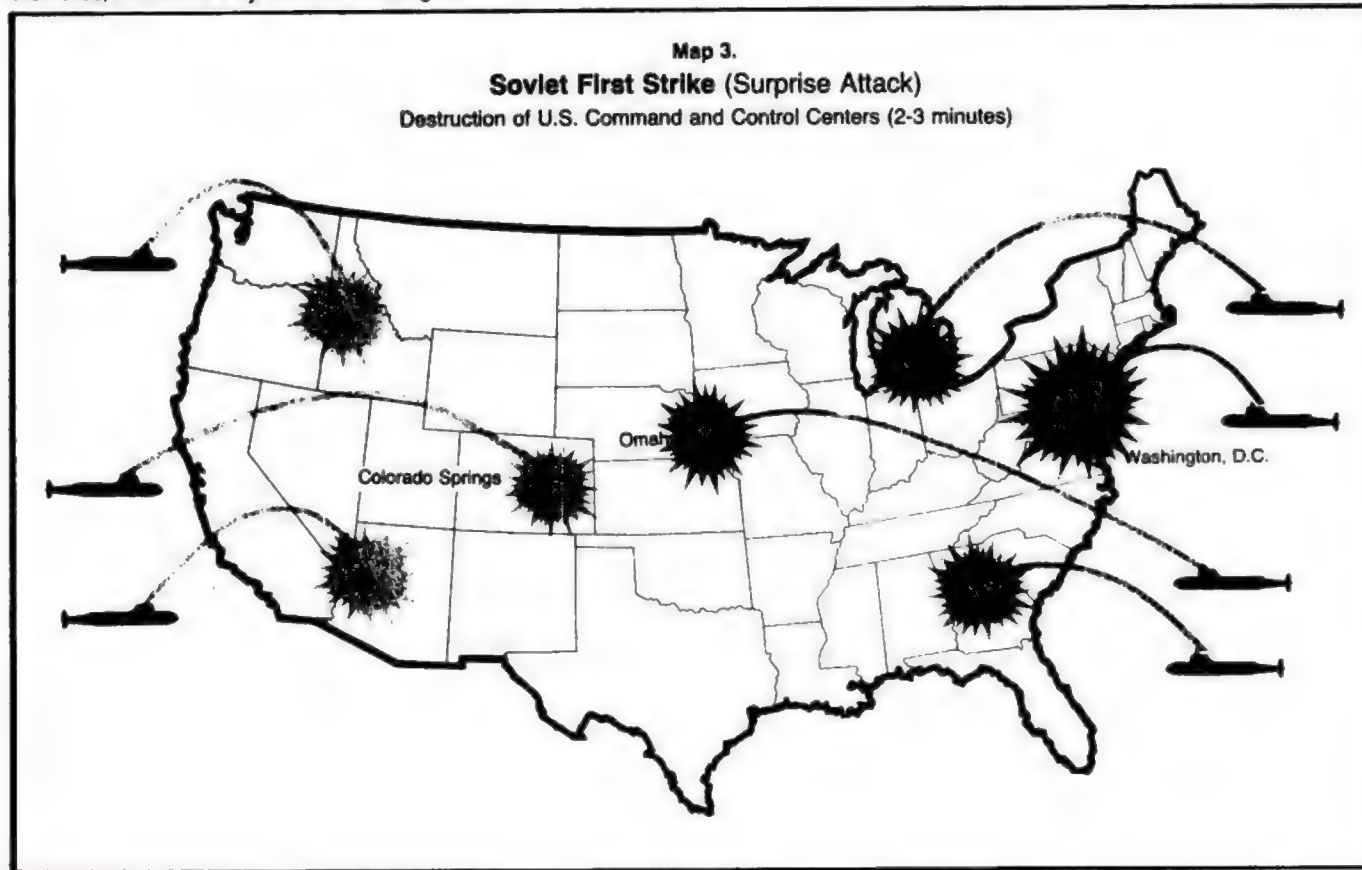 Map 3.
Soviet First Strike (Surprise Attack)
Destruction of U.S. Command and Control Centers (2-3 minutes)
Omah
Colorado Springs
Washington, D.C.